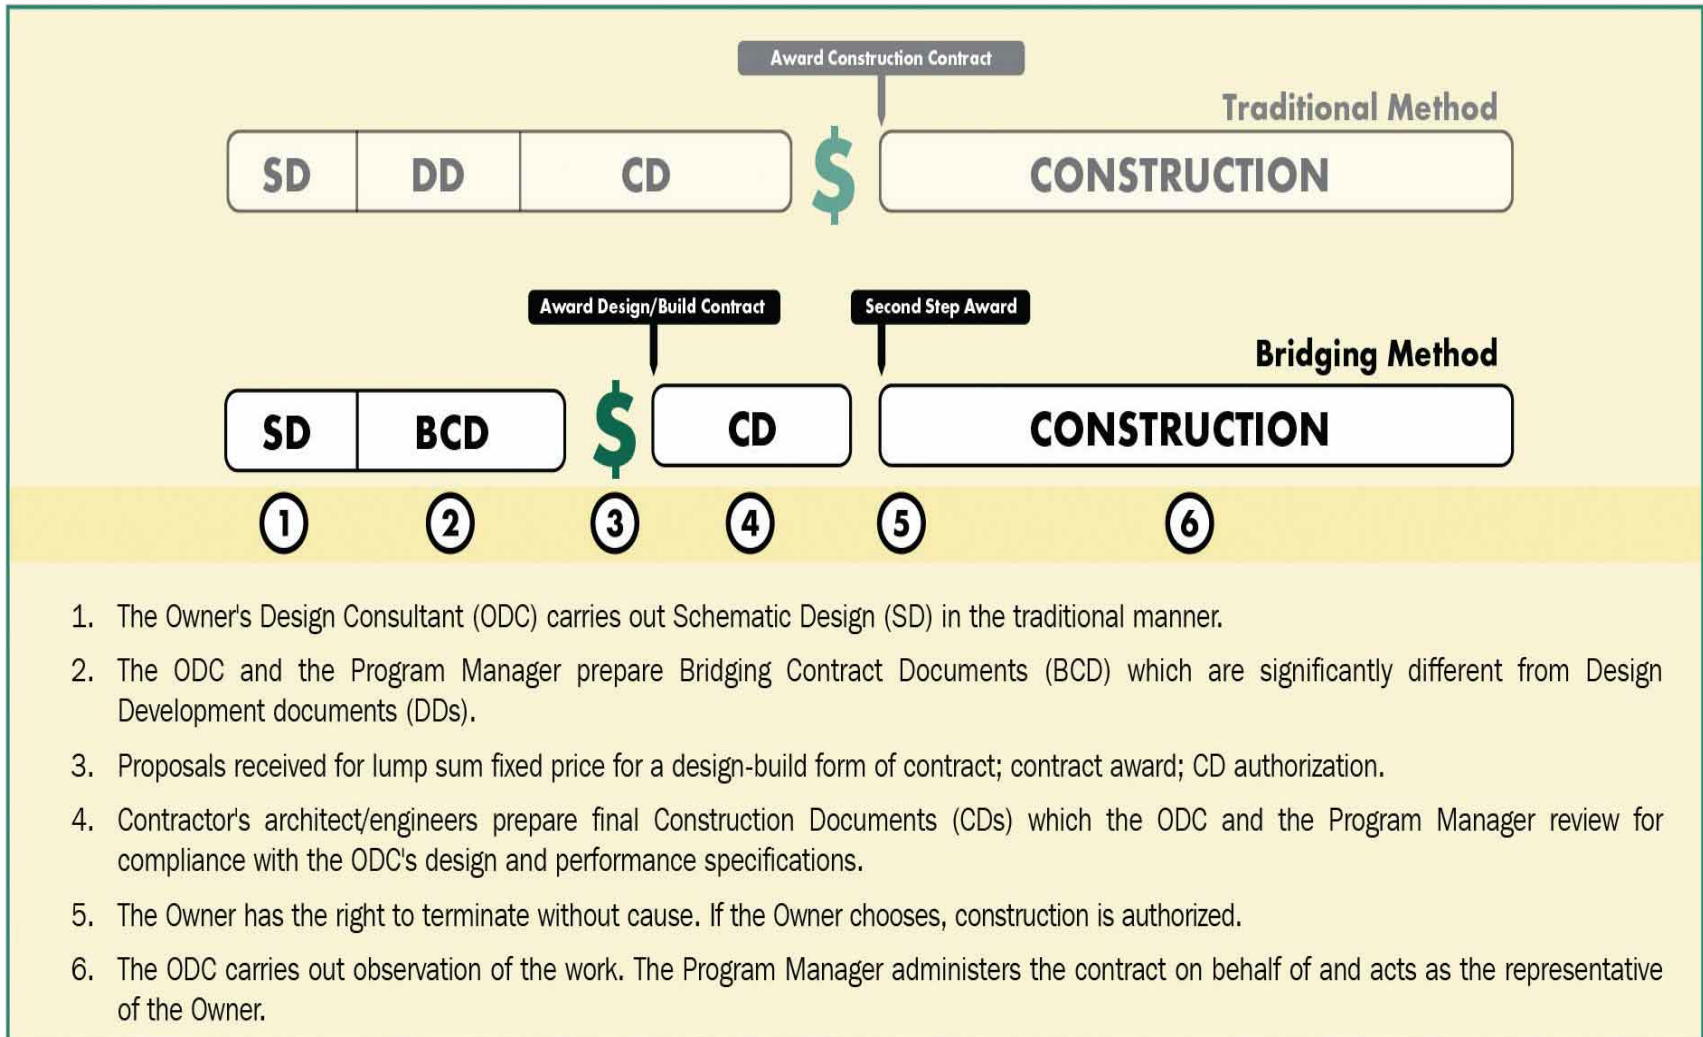 Award Construction Contract
Traditional Method
SD DD CD $ CONSTRUCTION
Award Design/Build Contract Second Step Award
Bridging Method
SD BCD $ CD CONSTRUCTION
1 2 3 4 5 6
1. The Owner's Design Consultant (ODC) carries out Schematic Design (SD) in the traditional manner.
2. The ODC and the Program Manager prepare Bridging Contract Documents (BCD) which are significantly different from Design
Development documents (DDs).
3. Proposals received for lump sum fixed price for a design-build form of contract; contract award; CD authorization.
4. Contractor's architect/engineers prepare final Construction Documents (CDs) which the ODC and the Program Manager review for
compliance with the ODC's design and performance specifications.
5. The Owner has the right to terminate without cause. If the Owner chooses, construction is authorized.
6. The ODC carries out observation of the work. The Program Manager administers the contract on behalf of and acts as the representative
of the Owner.